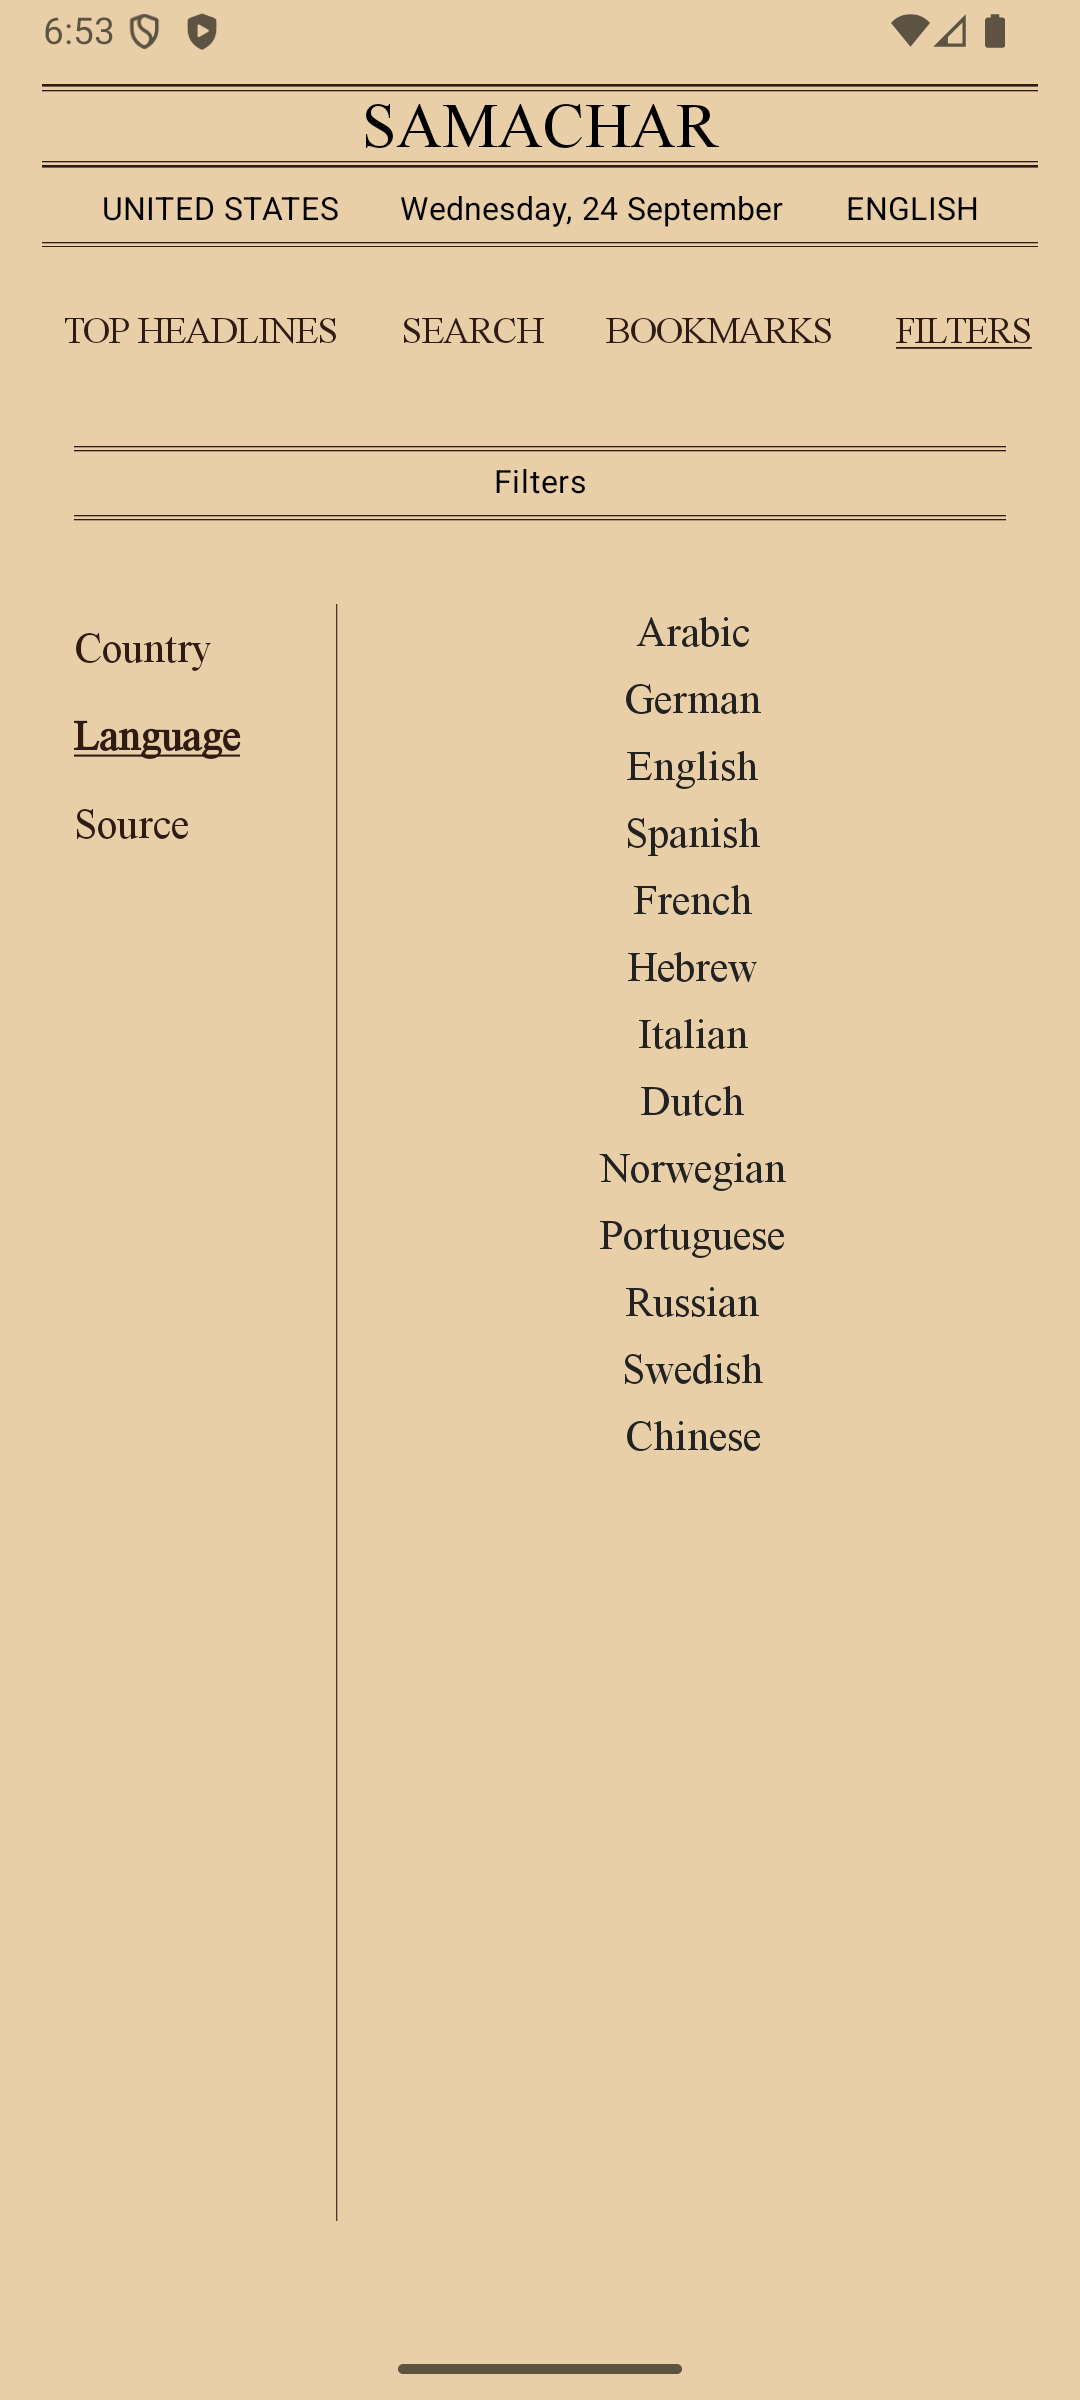 6:53
SAMACHAR
UNITED STATES Wednesday, 24 September ENGLISH
TOP HEADLINES SEARCH BOOKMARKS FILTERS
Filters
Country
Language
Source
Arabic
German
English
Spanish
French
Hebrew
Italian
Dutch
Norwegian
Portuguese
Russian
Swedish
Chinese